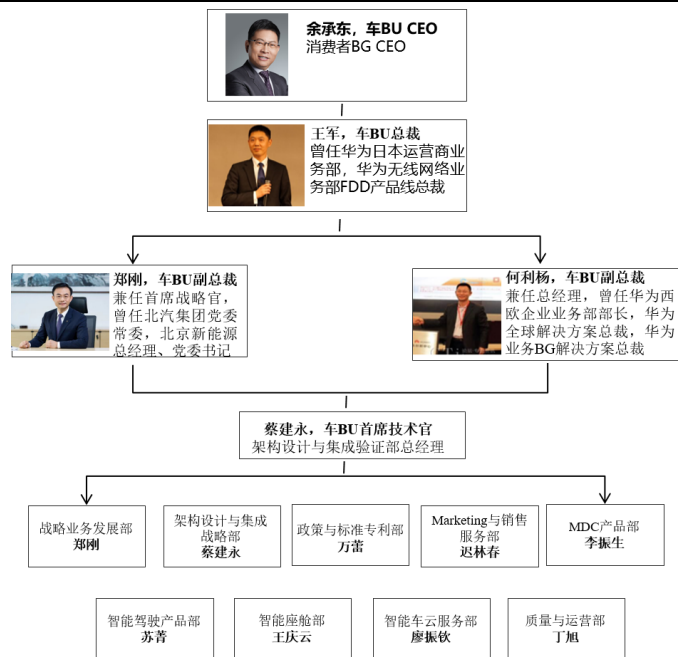 余承东，车BU CEO
消费者BG CEO
王军，车BU总裁
曾任华为日本运营商业
务部，华为无线网络业
务部FDD产品线总裁
郑刚，车BU副总裁
兼任首席战略官，
曾任北汽集团党委
常委，北京新能源
总经理、党委书记
何利杨，车BU副总裁
兼任总经理，曾任华为西
欧企业业务部部长，华为
全球解决方案总裁，华为
业务BG解决方案总裁
蔡建永，车BU首席技术官
架构设计与集成验证部总经理
战略业务发展部
郑刚
架构设计与集成
战略部
蔡建永
政策与标准专利部
万蕾
Marketing与销售
服务部
迟林春
MDC产品部
李振生
智能驾驶产品部
苏菁
智能座舱部
王庆云
智能车云服务部
廖振钦
质量与运营部
丁旭